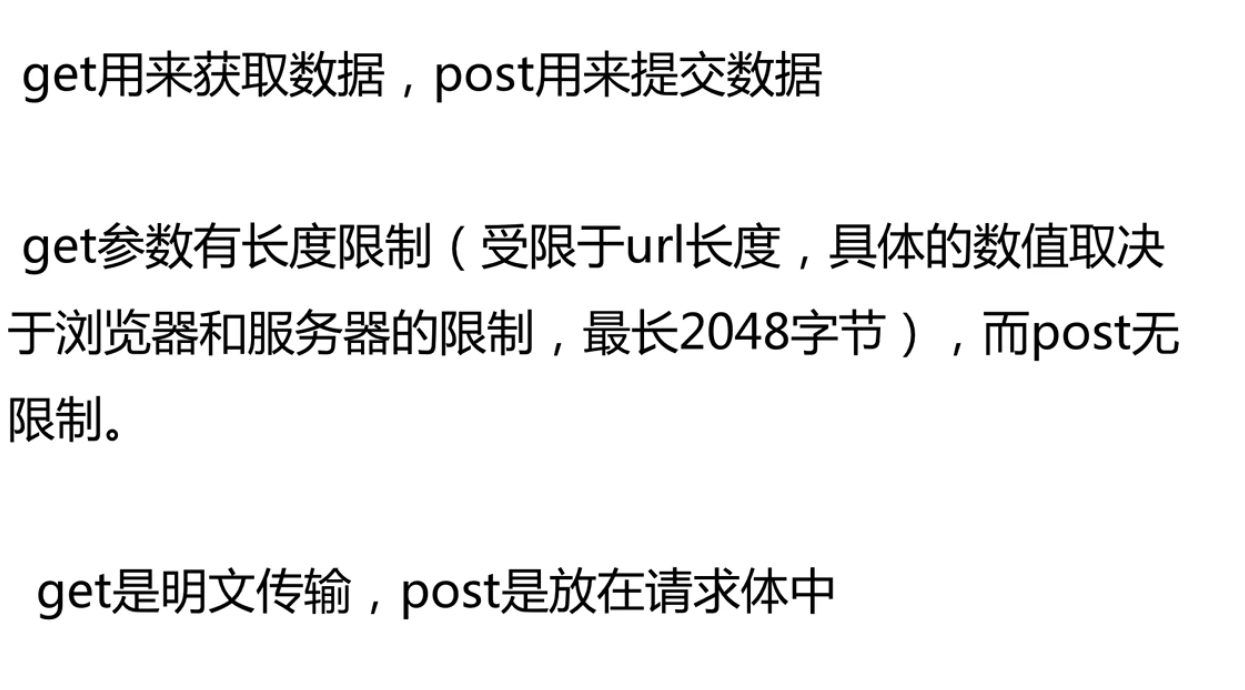 get用来获取数据，post用来提交数据
get参数有长度限制（受限于url长度，具体的数值取决
于浏览器和服务器的限制，最长2048字节），而post无
限制。
get是明文传输，post是放在请求体中